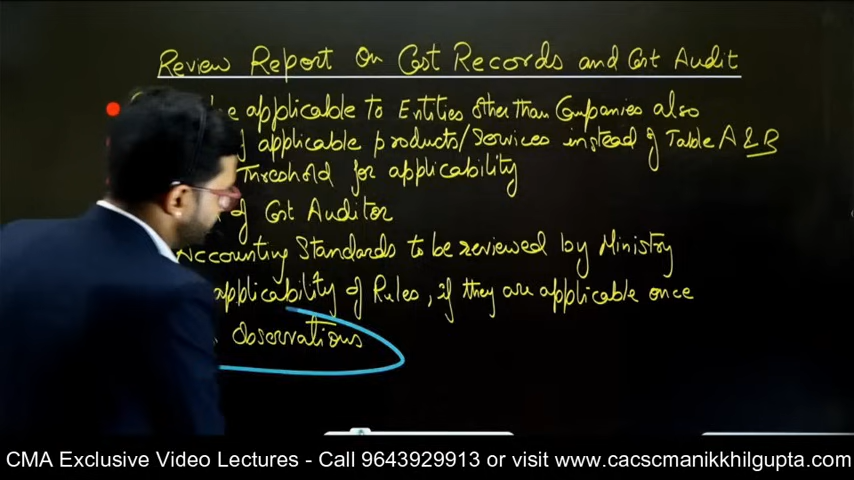 Review Report On Cost Records and Cost Audit
applicable to Entities other than Companies also
applicable products/services instead of Table A & B
Threshold for applicability
of Cost Auditor
Accounting Standards to be reviewed by Ministry
applicability of Rules, if they are applicable once
Observations
CMA Exclusive Video Lectures - Call 9643929913 or visit www.cacscmanikkhilgupta.com